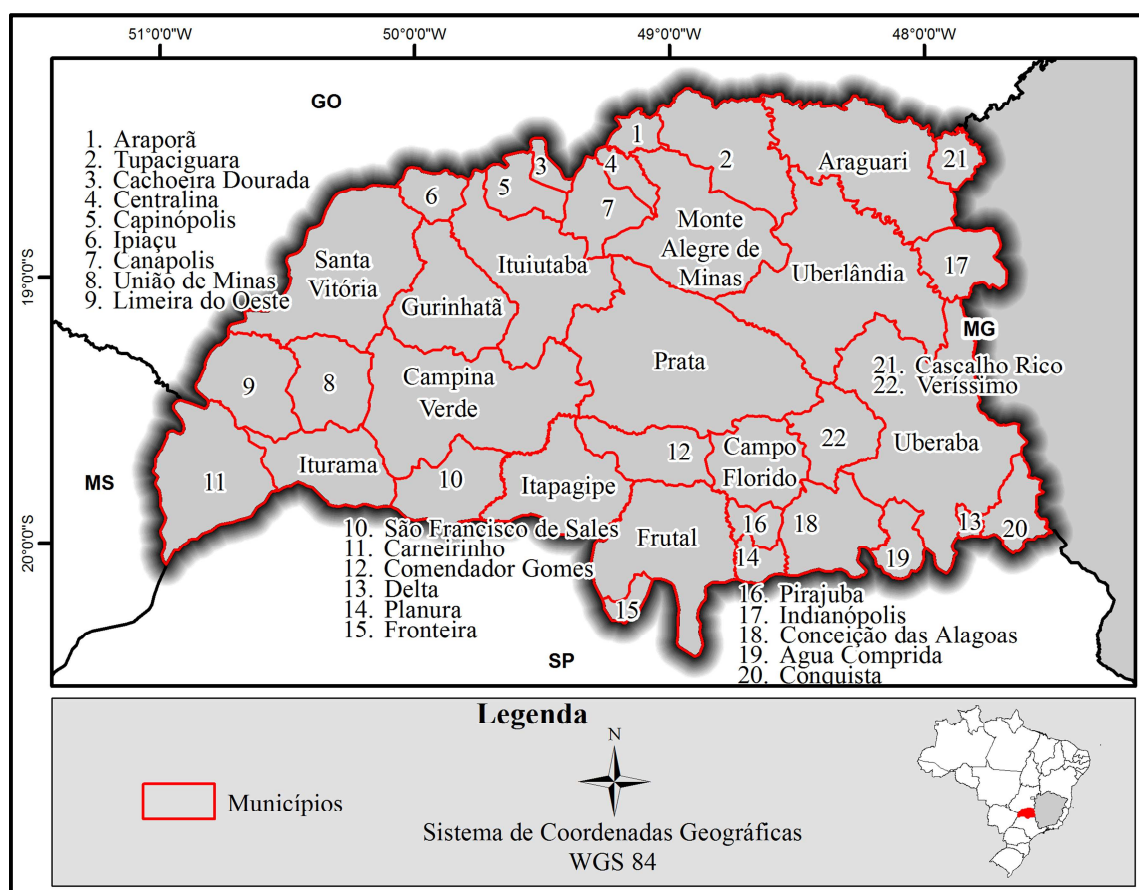 51°0'0"W
50°0'0"W
49°0'0"W
48°0'0"W
GO
1. Araporã
2. Tupaciguara
3. Cachoeira Dourada
4. Centralina
5. Capinópolis
6. Ipiaçu
7. Canápolis
8. União de Minas
9. Limeira do Oeste
1
2
3
4
5
6
7
Araguari
21
Santa
Vitória
Ituiutaba
Monte
Alegre de
Minas
Uberlândia
17
Gurinhatã
19°0'0"S
MG
9
8
Campina
Verde
Prata
21. Cascalho Rico
22. Veríssimo
MS
11
Iturama
10
Itapagipe
12
Campo
Florido
22
Uberaba
20°0'0"S
Frutal
16
18
14
15
19
13
20
10. São Francisco de Sales
11. Carneirinho
12. Comendador Gomes
13. Delta
14. Planura
15. Fronteira
16. Pirajuba
17. Indianópolis
18. Conceição das Alagoas
19. Agua Comprida
20. Conquista
SP
Legenda
Municípios
N
Sistema de Coordenadas Geográficas
WGS 84